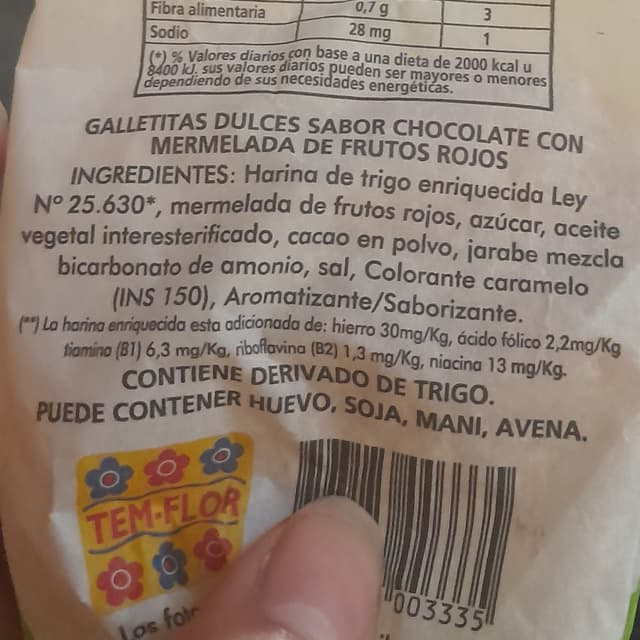 Fibra alimentaria 0,7 g 3
Sodio 28 mg 1
(*) % Valores diarios con base a una dieta de 2000 kcal u
8400 kJ. sus valores diarios pueden ser mayores o menores
dependiendo de sus necesidades energéticas.
GALLETITAS DULCES SABOR CHOCOLATE CON
MERMELADA DE FRUTOS ROJOS
INGREDIENTES: Harina de trigo enriquecida Ley
Nº 25.630*, mermelada de frutos rojos, azúcar, aceite
vegetal interesterificado, cacao en polvo, jarabe mezcla
bicarbonato de amonio, sal, Colorante caramelo
(INS 150), Aromatizante/Saborizante.
(**) La harina enriquecida esta adicionada de: hierro 30mg/Kg, ácido fólico 2,2mg/Kg
tiamina (B1) 6,3 mg/Kg, riboflavina (B2) 1,3 mg/Kg, niacina 13 mg/Kg.
CONTIENE DERIVADO DE TRIGO.
PUEDE CONTENER HUEVO, SOJA, MANI, AVENA.
TEM-FLOR
003335
Las